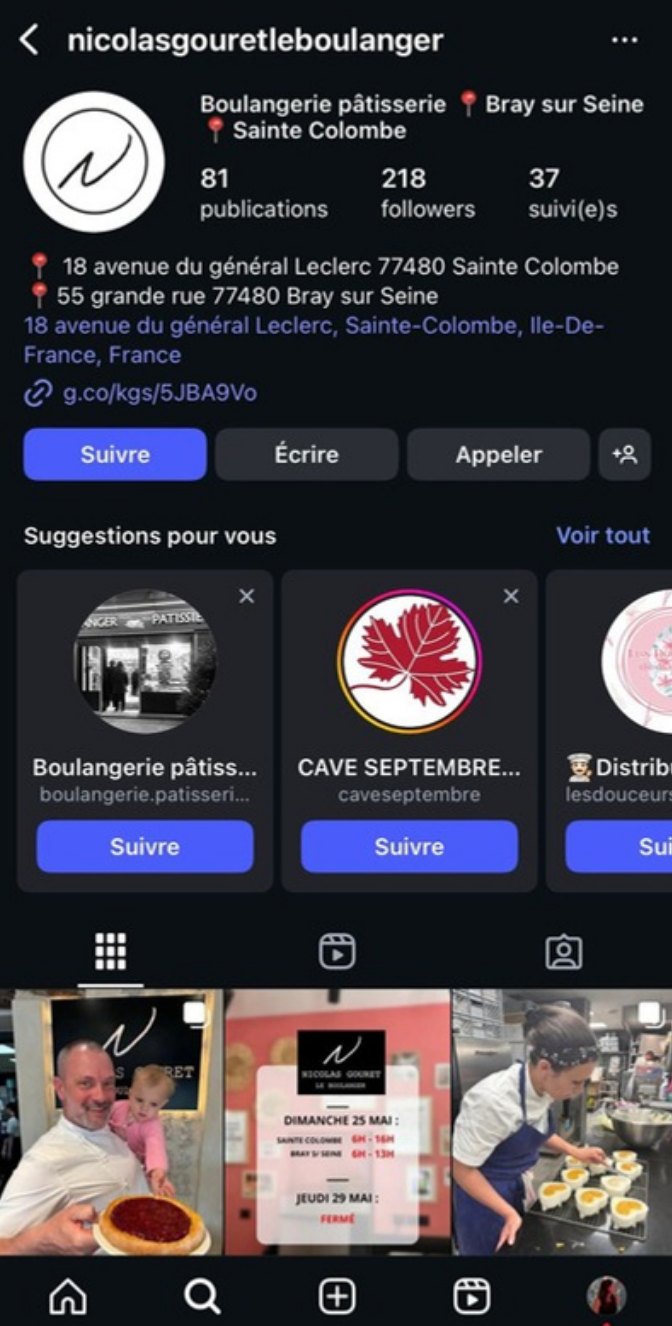 nicolasgouretleboulanger
Boulangerie pâtisserie 📍 Bray sur Seine
📍 Sainte Colombe
81
218
37
publications
followers
suivi(e)s
📍 18 avenue du général Leclerc 77480 Sainte Colombe
📍 55 grande rue 77480 Bray sur Seine
18 avenue du général Leclerc, Sainte-Colombe, Ile-De-
France, France
g.co/kgs/5JBA9Vo
Suivre
Écrire
Appeler
Suggestions pour vous
Voir tout
ANGER PATISSIE
Boulangerie pâtiss...
boulangerie.patisseri...
Suivre
CAVE SEPTEMBRE...
caveseptembre
Suivre
Distribu
lesdouceurs
Sui
N
AS GOURET
N
NICOLAS GOURET
LE BOULANGER
DIMANCHE 25 MAI :
SAINTE COLOMBE 6H - 16H
BRAY S/ SEINE 6H - 13H
JEUDI 29 MAI :
FERMÉ